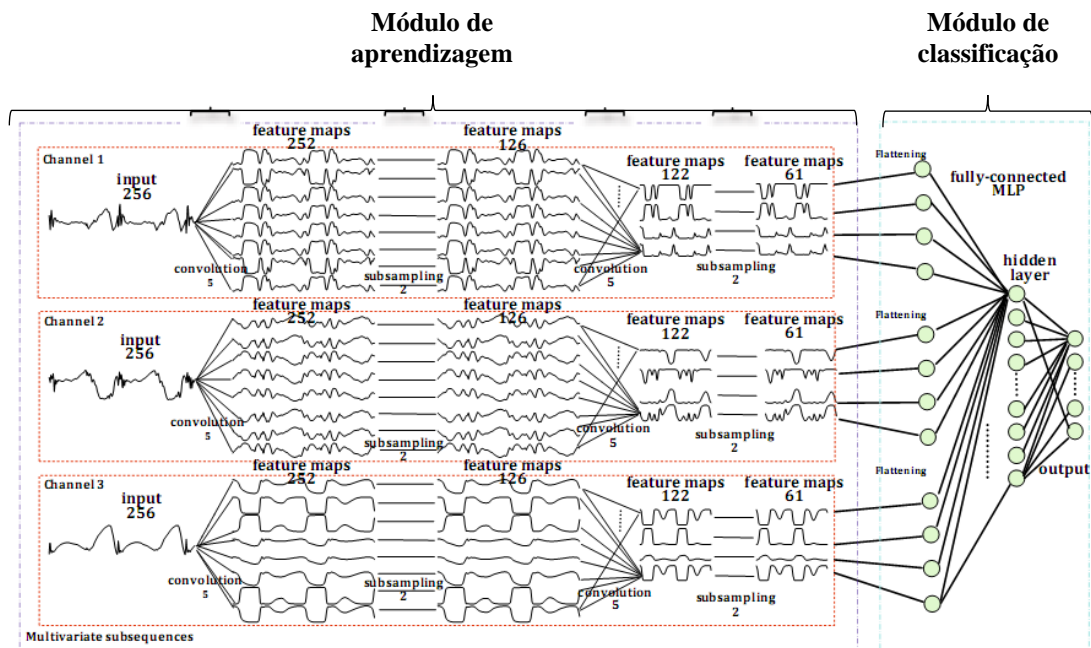 Módulo de
aprendizagem
Módulo de
classificação
Channel 1
input
256
convolution
5
feature maps
252
subsampling
2
feature maps
126
convolution
5
feature maps
122
subsampling
2
feature maps
61
Channel 2
input
256
convolution
5
feature maps
252
subsampling
2
feature maps
126
convolution
5
feature maps
122
subsampling
2
feature maps
61
Channel 3
input
256
convolution
5
feature maps
252
subsampling
2
feature maps
126
convolution
5
feature maps
122
subsampling
2
feature maps
61
Multivariate subsequences
Flattening
Flattening
Flattening
fully-connected
MLP
hidden
layer
output